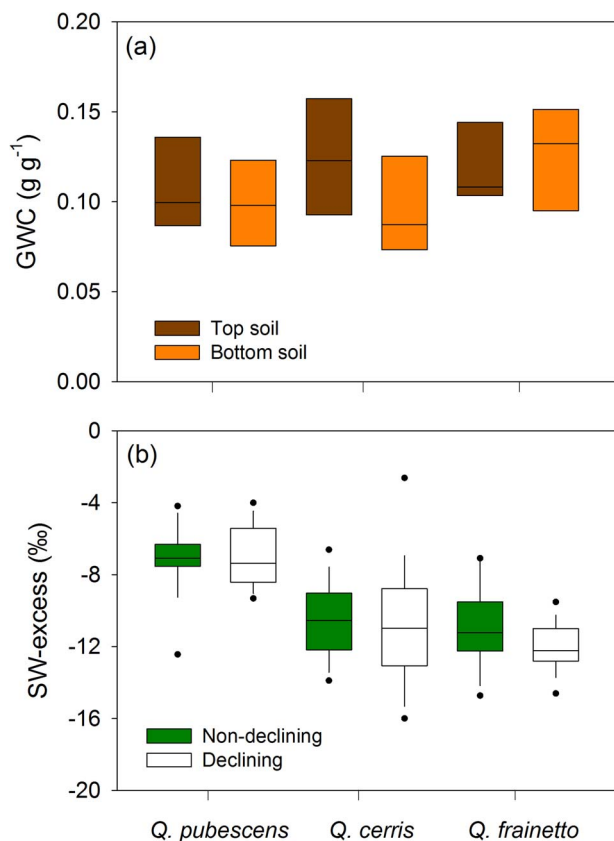 (a)
GWC (g g⁻¹)
0.20
0.15
0.10
0.05
0.00
Top soil
Bottom soil
(b)
SW-excess (‰)
0
-4
-8
-12
-16
-20
Non-declining
Declining
Q. pubescens Q. cerris Q. frainetto